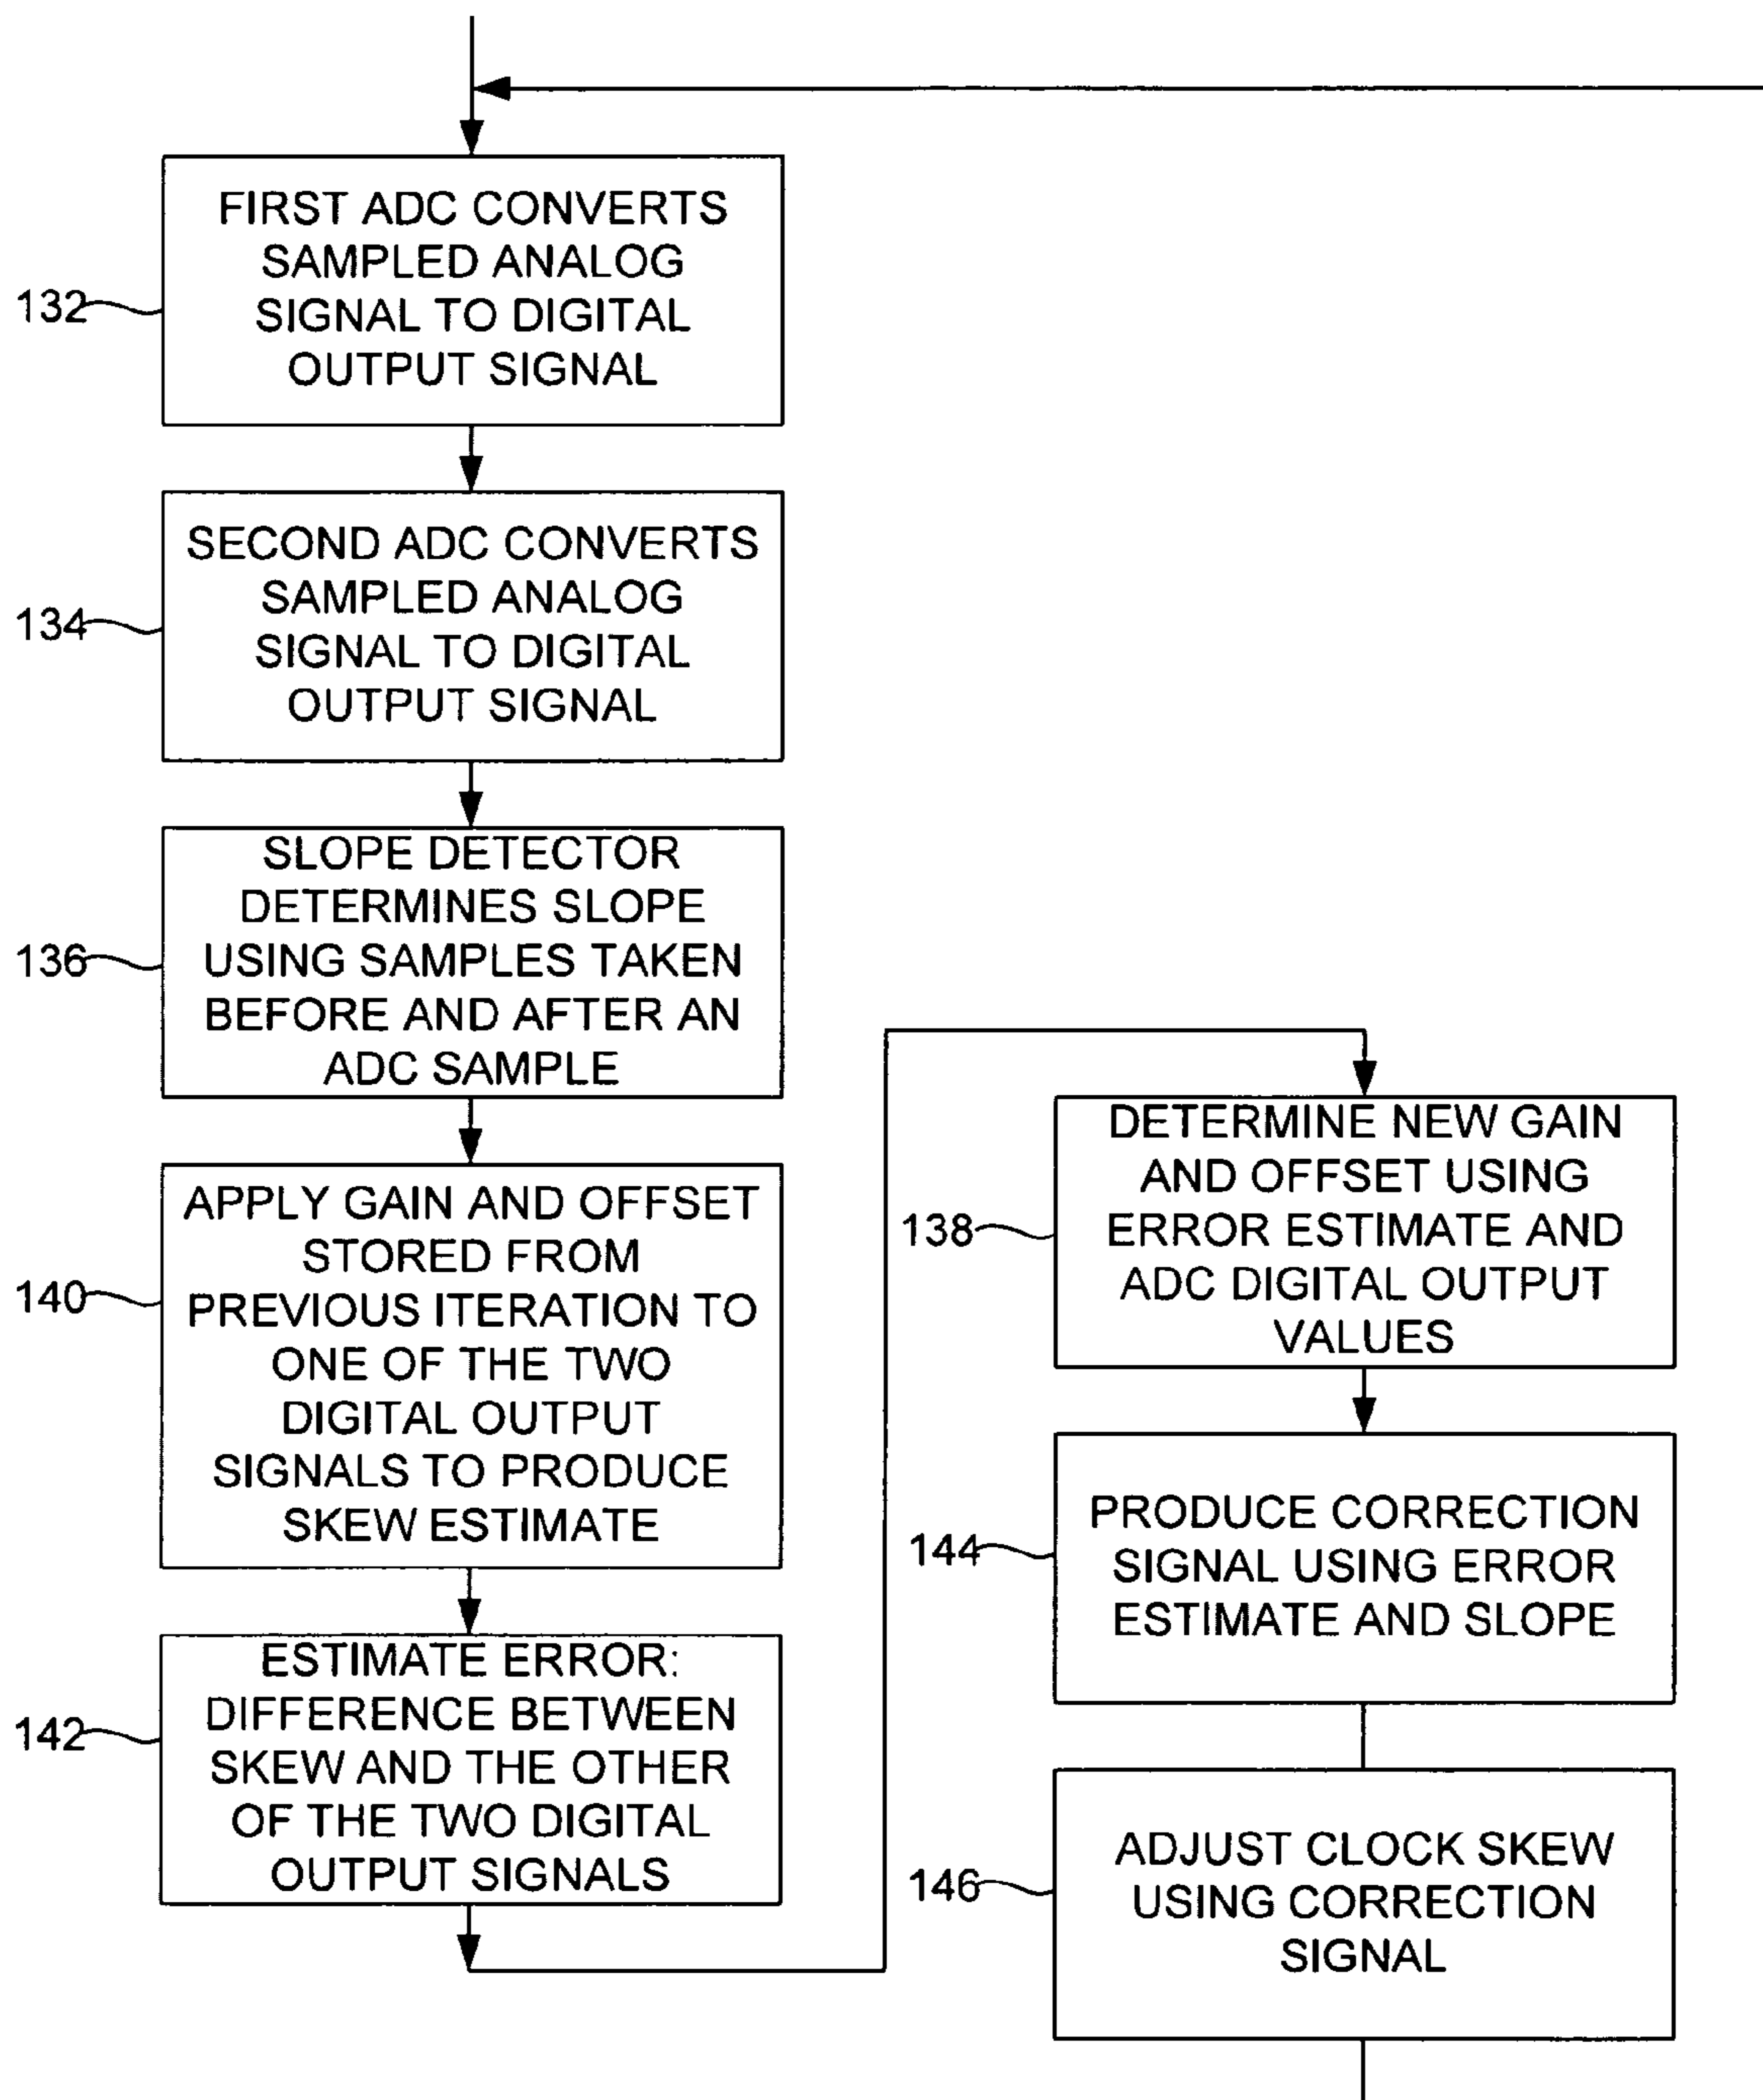 132
FIRST ADC CONVERTS
SAMPLED ANALOG
SIGNAL TO DIGITAL
OUTPUT SIGNAL
134
SECOND ADC CONVERTS
SAMPLED ANALOG
SIGNAL TO DIGITAL
OUTPUT SIGNAL
136
SLOPE DETECTOR
DETERMINES SLOPE
USING SAMPLES TAKEN
BEFORE AND AFTER AN
ADC SAMPLE
140
APPLY GAIN AND OFFSET
STORED FROM
PREVIOUS ITERATION TO
ONE OF THE TWO
DIGITAL OUTPUT
SIGNALS TO PRODUCE
SKEW ESTIMATE
142
ESTIMATE ERROR:
DIFFERENCE BETWEEN
SKEW AND THE OTHER
OF THE TWO DIGITAL
OUTPUT SIGNALS
138
DETERMINE NEW GAIN
AND OFFSET USING
ERROR ESTIMATE AND
ADC DIGITAL OUTPUT
VALUES
144
PRODUCE CORRECTION
SIGNAL USING ERROR
ESTIMATE AND SLOPE
146
ADJUST CLOCK SKEW
USING CORRECTION
SIGNAL